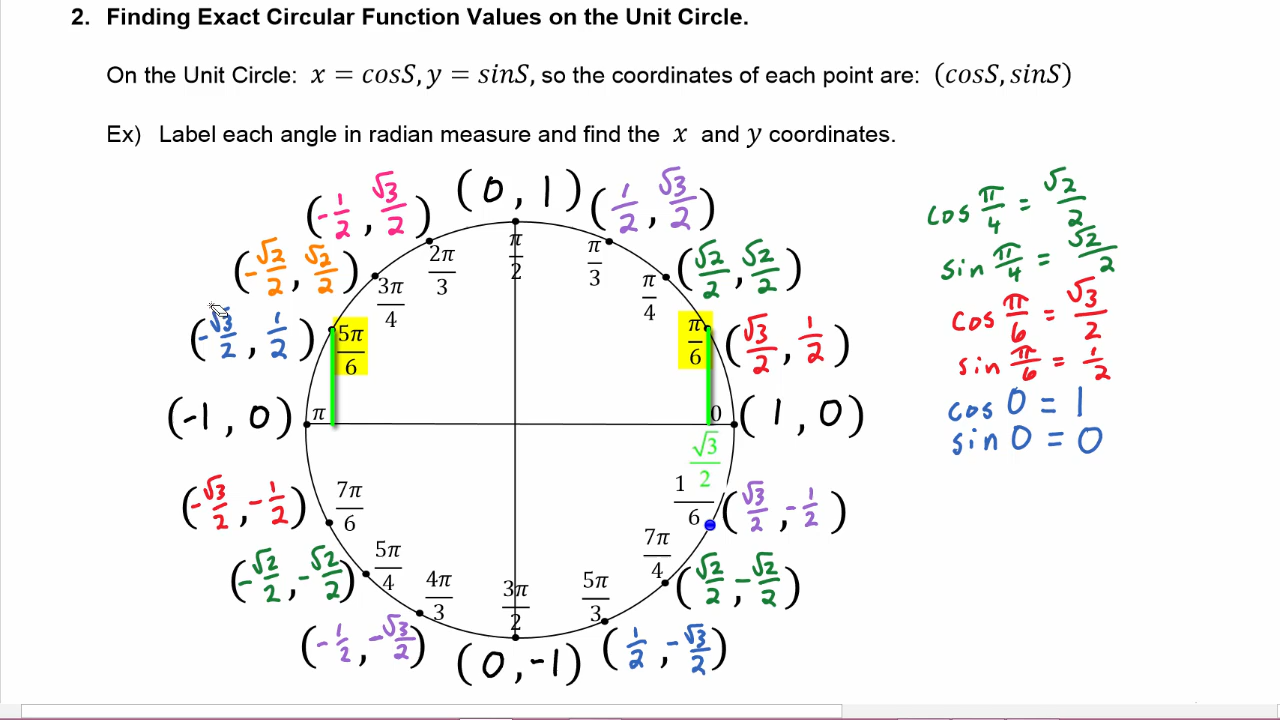 2. Finding Exact Circular Function Values on the Unit Circle.
On the Unit Circle: x = cosS, y = sinS, so the coordinates of each point are: (cosS, sinS)
Ex) Label each angle in radian measure and find the x and y coordinates.
(0, 1)
(-1/2, √3/2)
(1/2, √3/2)
π/2
2π/3
π/3
(-√2/2, √2/2)
(√2/2, √2/2)
3π/4
π/4
(-√3/2, 1/2)
5π/6
π/6
(√3/2, 1/2)
(-1, 0)
π
0
(1, 0)
√3/2
(-√3/2, -1/2)
7π/6
1/6
(√3/2, -1/2)
(-√2/2, -√2/2)
5π/4
7π/4
(√2/2, -√2/2)
4π/3
3π/2
5π/3
(-1/2, -√3/2)
(0, -1)
(1/2, -√3/2)
cos π/4 = √2/2
sin π/4 = √2/2
cos π/6 = √3/2
sin π/6 = 1/2
cos 0 = 1
sin 0 = 0